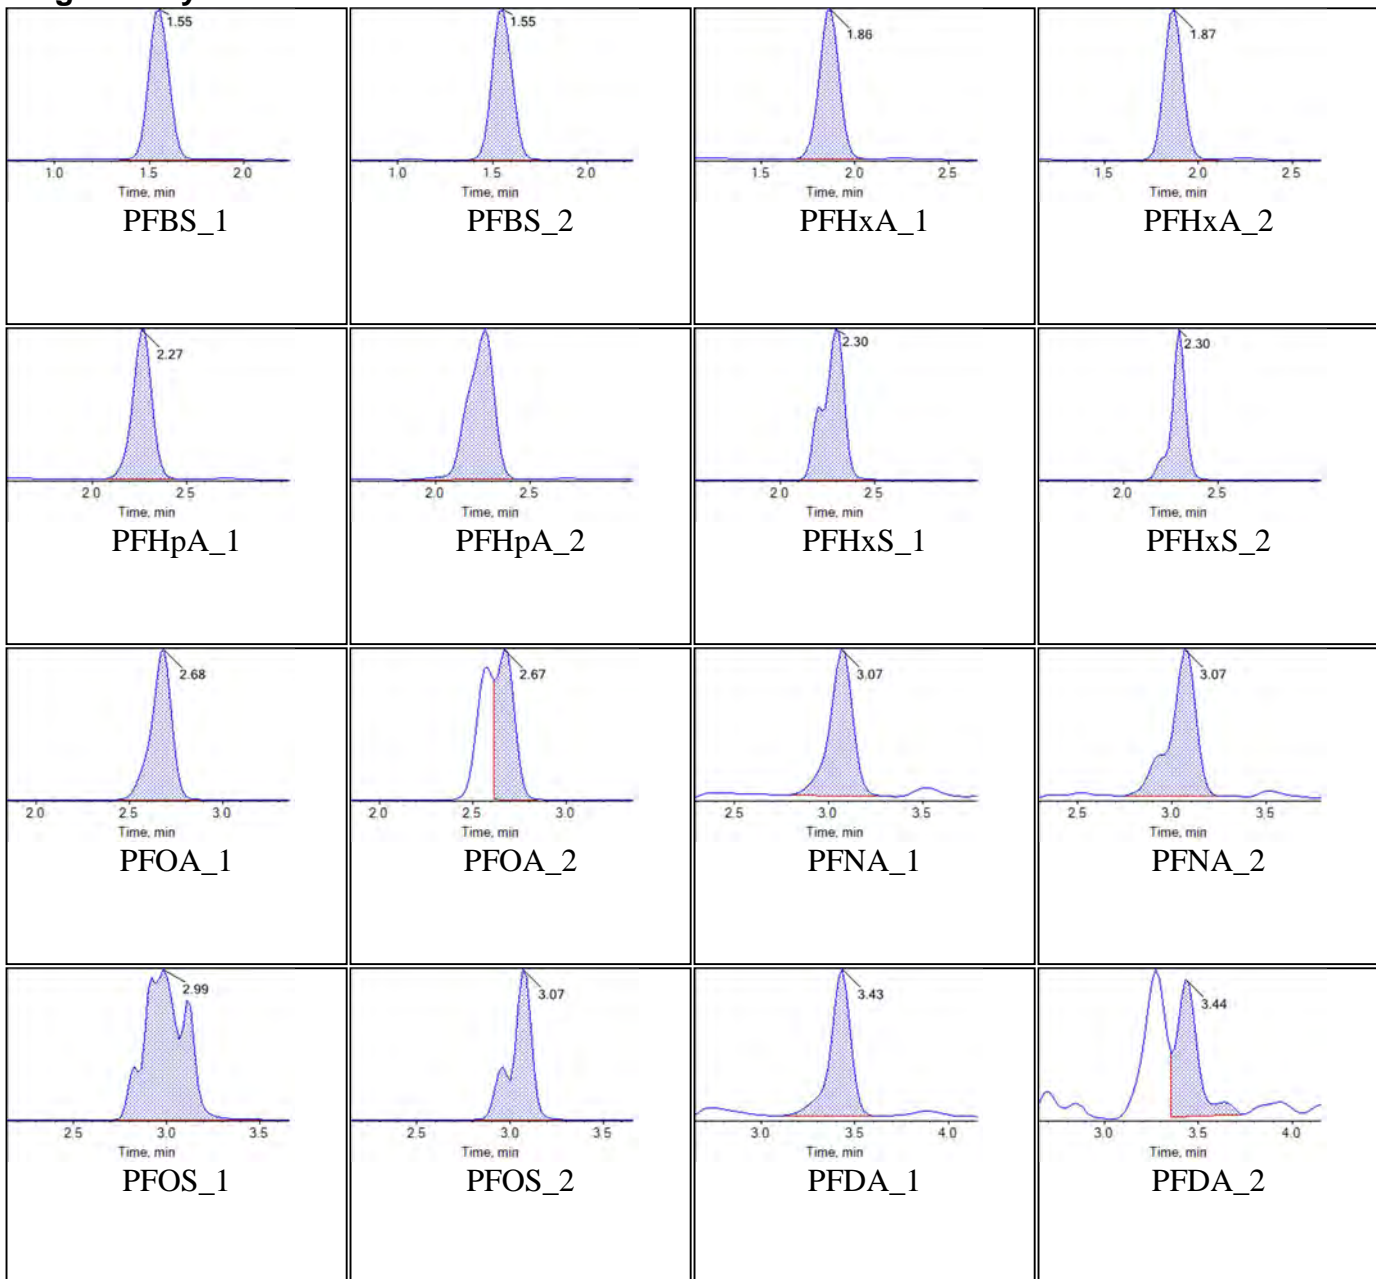 1.55
1.0 1.5 2.0
Time, min
PFBS_1
1.55
1.0 1.5 2.0
Time, min
PFBS_2
1.86
1.5 2.0 2.5
Time, min
PFHxA_1
1.87
1.5 2.0 2.5
Time, min
PFHxA_2
2.27
2.0 2.5
Time, min
PFHpA_1
2.0 2.5
Time, min
PFHpA_2
2.30
2.0 2.5
Time, min
PFHxS_1
2.30
2.0 2.5
Time, min
PFHxS_2
2.68
2.0 2.5 3.0
Time, min
PFOA_1
2.67
2.0 2.5 3.0
Time, min
PFOA_2
3.07
2.5 3.0 3.5
Time, min
PFNA_1
3.07
2.5 3.0 3.5
Time, min
PFNA_2
2.99
2.5 3.0 3.5
Time, min
PFOS_1
3.07
2.5 3.0 3.5
Time, min
PFOS_2
3.43
3.0 3.5 4.0
Time, min
PFDA_1
3.44
3.0 3.5 4.0
Time, min
PFDA_2